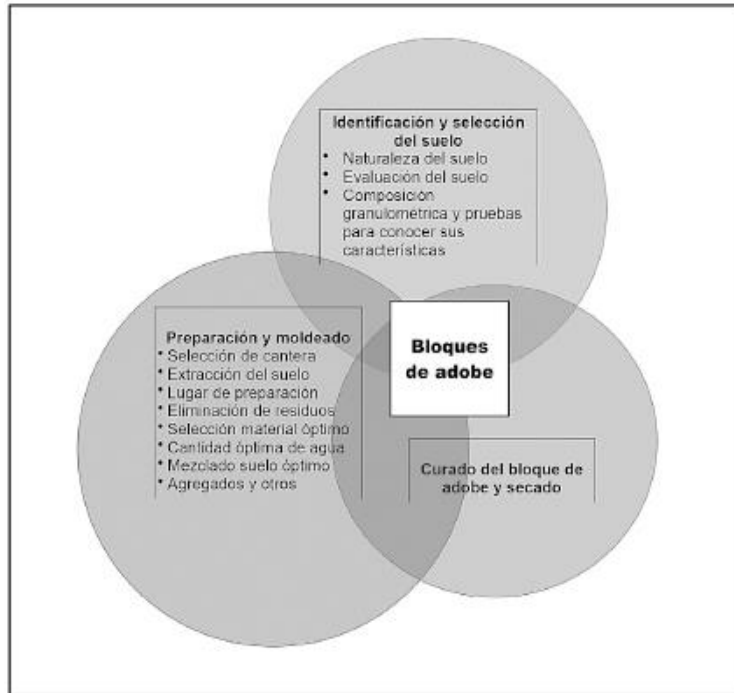 Identificación y selección
del suelo
• Naturaleza del suelo
• Evaluación del suelo
• Composición
granulométrica y pruebas
para conocer sus
características
Preparación y moldeado
• Selección de cantera
• Extracción del suelo
• Lugar de preparación
• Eliminación de residuos
• Selección material óptimo
• Cantidad óptima de agua
• Mezclado suelo óptimo
• Agregados y otros
Bloques
de adobe
Curado del bloque de
adobe y secado